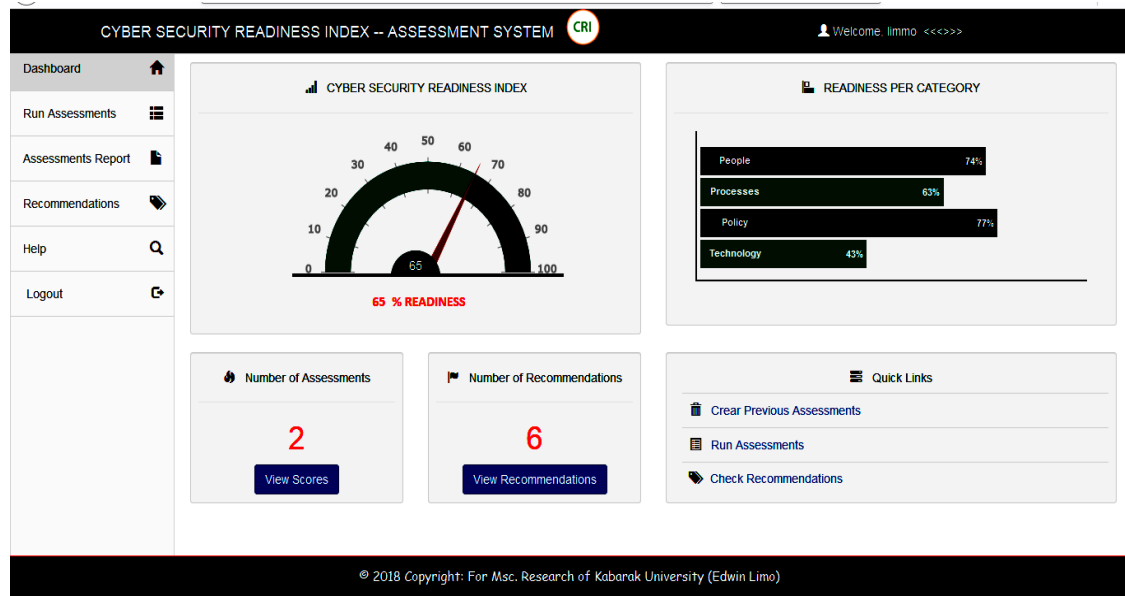 CYBER SECURITY READINESS INDEX -- ASSESSMENT SYSTEM
CRI
Welcome, limmo <<<>>>
Dashboard
Run Assessments
Assessments Report
Recommendations
Help
Logout
CYBER SECURITY READINESS INDEX
0
10
20
30
40
50
60
70
80
90
100
65
65 % READINESS
READINESS PER CATEGORY
People 74%
Processes 63%
Policy 77%
Technology 43%
Number of Assessments
2
View Scores
Number of Recommendations
6
View Recommendations
Quick Links
Crear Previous Assessments
Run Assessments
Check Recommendations
© 2018 Copyright: For Msc. Research of Kabarak University (Edwin Limo)